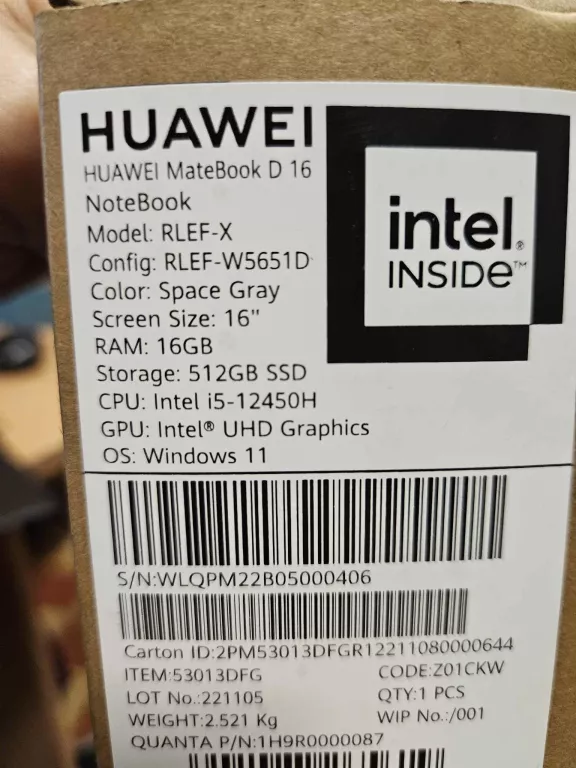 HUAWEI
HUAWEI MateBook D 16
NoteBook
Model: RLEF-X
Config: RLEF-W5651D
Color: Space Gray
Screen Size: 16"
RAM: 16GB
Storage: 512GB SSD
CPU: Intel i5-12450H
GPU: Intel® UHD Graphics
OS: Windows 11
intel®
INSIDe™
S/N:WLQPM22B05000406
Carton ID:2PM53013DFGR12211080000644
ITEM:53013DFG CODE:Z01CKW
LOT No.:221105 QTY:1 PCS
WEIGHT:2.521 Kg WIP No.:/001
QUANTA P/N:1H9R0000087